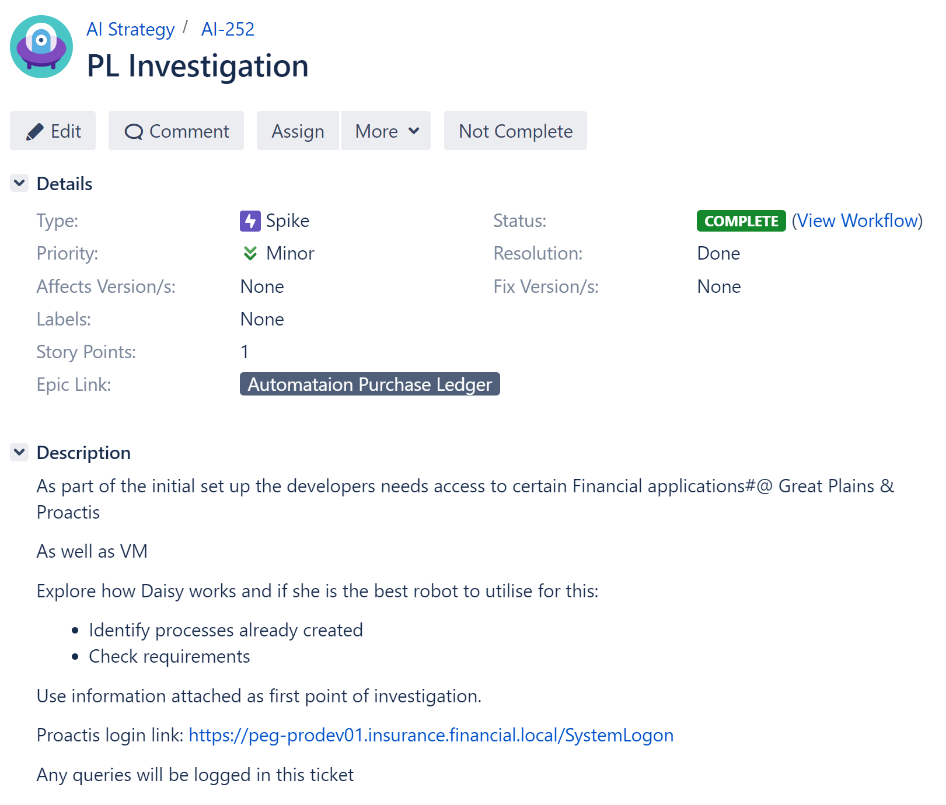 AI Strategy / AI-252
PL Investigation
Edit Comment Assign More Not Complete
Details
Type: Spike Status: COMPLETE (View Workflow)
Priority: Minor Resolution: Done
Affects Version/s: None Fix Version/s: None
Labels: None
Story Points: 1
Epic Link: Automataion Purchase Ledger
Description
As part of the initial set up the developers needs access to certain Financial applications#@ Great Plains &
Proactis
As well as VM
Explore how Daisy works and if she is the best robot to utilise for this:
• Identify processes already created
• Check requirements
Use information attached as first point of investigation.
Proactis login link: https://peg-prodev01.insurance.financial.local/SystemLogon
Any queries will be logged in this ticket